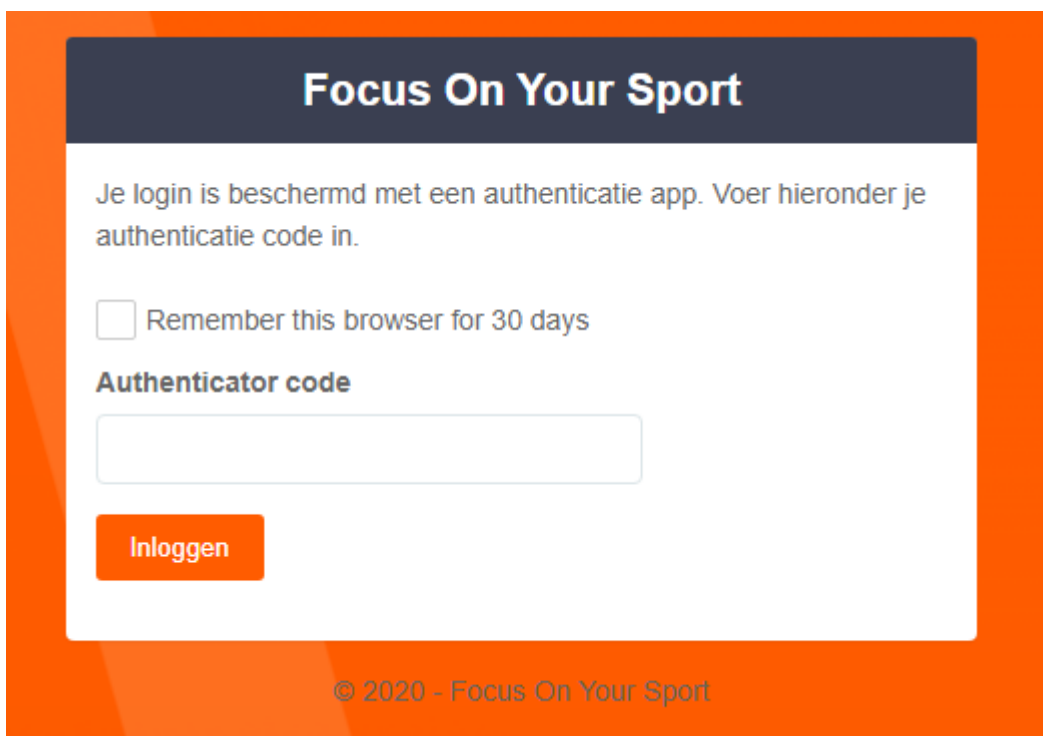 Focus On Your Sport
Je login is beschermd met een authenticatie app. Voer hieronder je
authenticatie code in.
Remember this browser for 30 days
Authenticator code
Inloggen
© 2020 - Focus On Your Sport